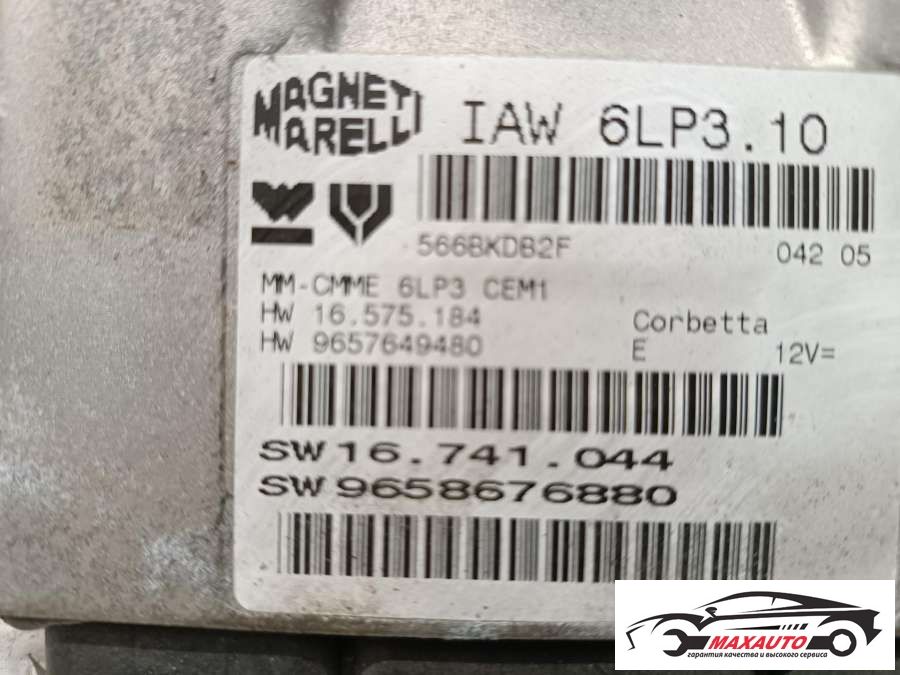 MAGNETI
MARELLI
IAW 6LP3.10
566BKDB2F
042 05
MM-CMME 6LP3 CEM1
HW 16.575.184
HW 9657649480
Corbetta
E 12V=
SW 16.741.044
SW 9658676880
MAXAUTO
гарантия качества и высокого сервиса